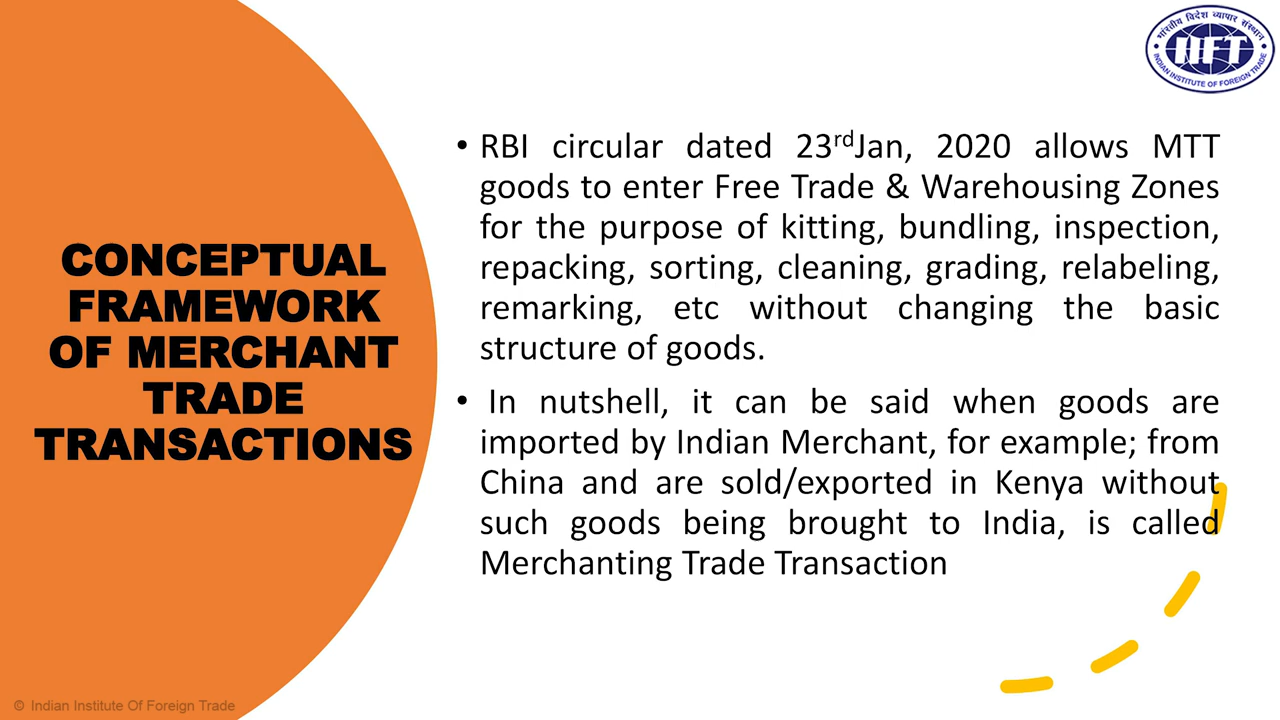 भारतीय विदेश व्यापार संस्थान
IIFT
INDIAN INSTITUTE OF FOREIGN TRADE
CONCEPTUAL
FRAMEWORK
OF MERCHANT
TRADE
TRANSACTIONS
• RBI circular dated 23rdJan, 2020 allows MTT
goods to enter Free Trade & Warehousing Zones
for the purpose of kitting, bundling, inspection,
repacking, sorting, cleaning, grading, relabeling,
remarking, etc without changing the basic
structure of goods.
• In nutshell, it can be said when goods are
imported by Indian Merchant, for example; from
China and are sold/exported in Kenya without
such goods being brought to India, is called
Merchanting Trade Transaction
© Indian Institute Of Foreign Trade